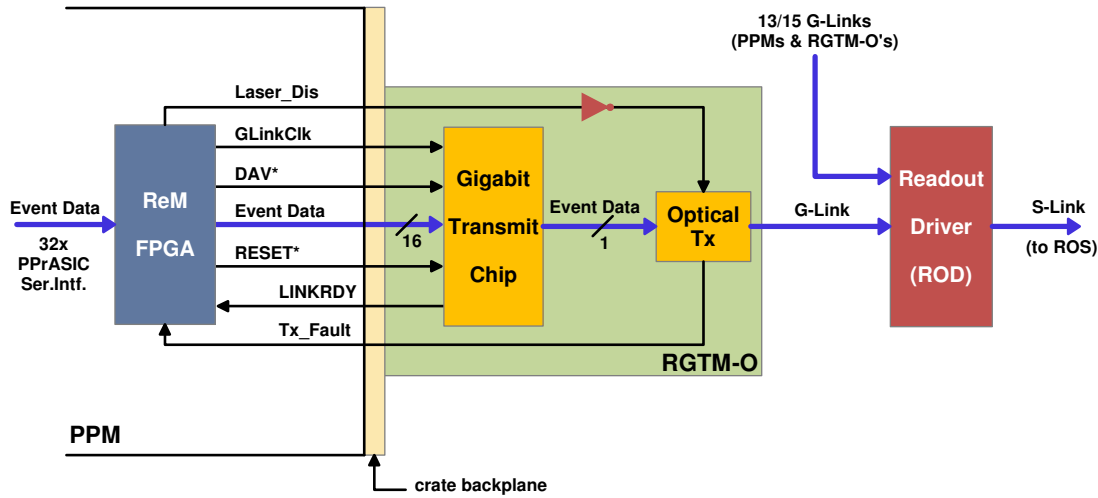 13/15 G-Links
(PPMs & RGTM-O's)
Laser_Dis
GLinkClk
DAV*
Event Data
16
RESET*
LINKRDY
Tx_Fault
Event Data
32x
PPrASIC
Ser.Intf.
ReM
FPGA
Gigabit
Transmit
Chip
Event Data
1
Optical
Tx
G-Link
Readout
Driver
(ROD)
S-Link
(to ROS)
RGTM-O
PPM
crate backplane